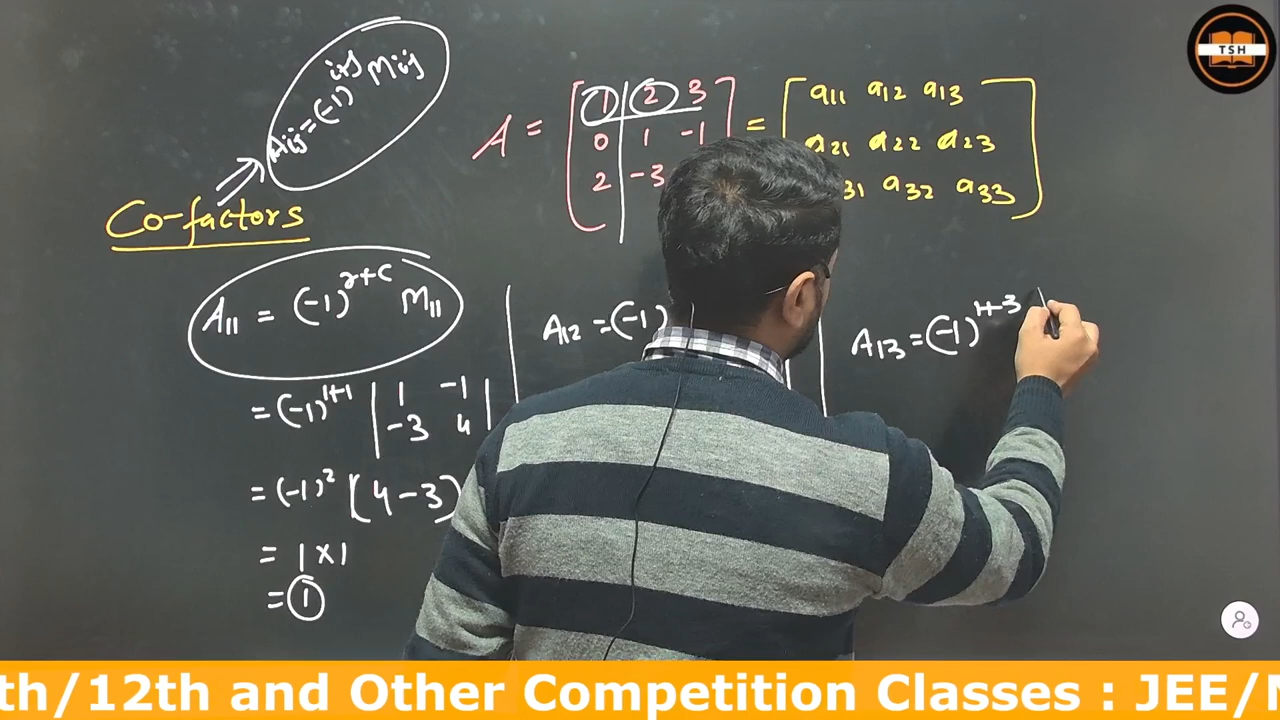 TSH
A_ij = (-1)^(i+j) M_ij
A = [1 2 3
0 1 -1
2 -3
= [a11 a12 a13
a21 a22 a23
31 a32 a33]
Co-factors
A11 = (-1)^(r+c) M11
= (-1)^(1+1) | 1 -1
-3 4 |
= (-1)^2 [4-3)
= 1×1
= 1
A12 = (-1)
A13 = (-1)^(1+3)
th/12th and Other Competition Classes : JEE/